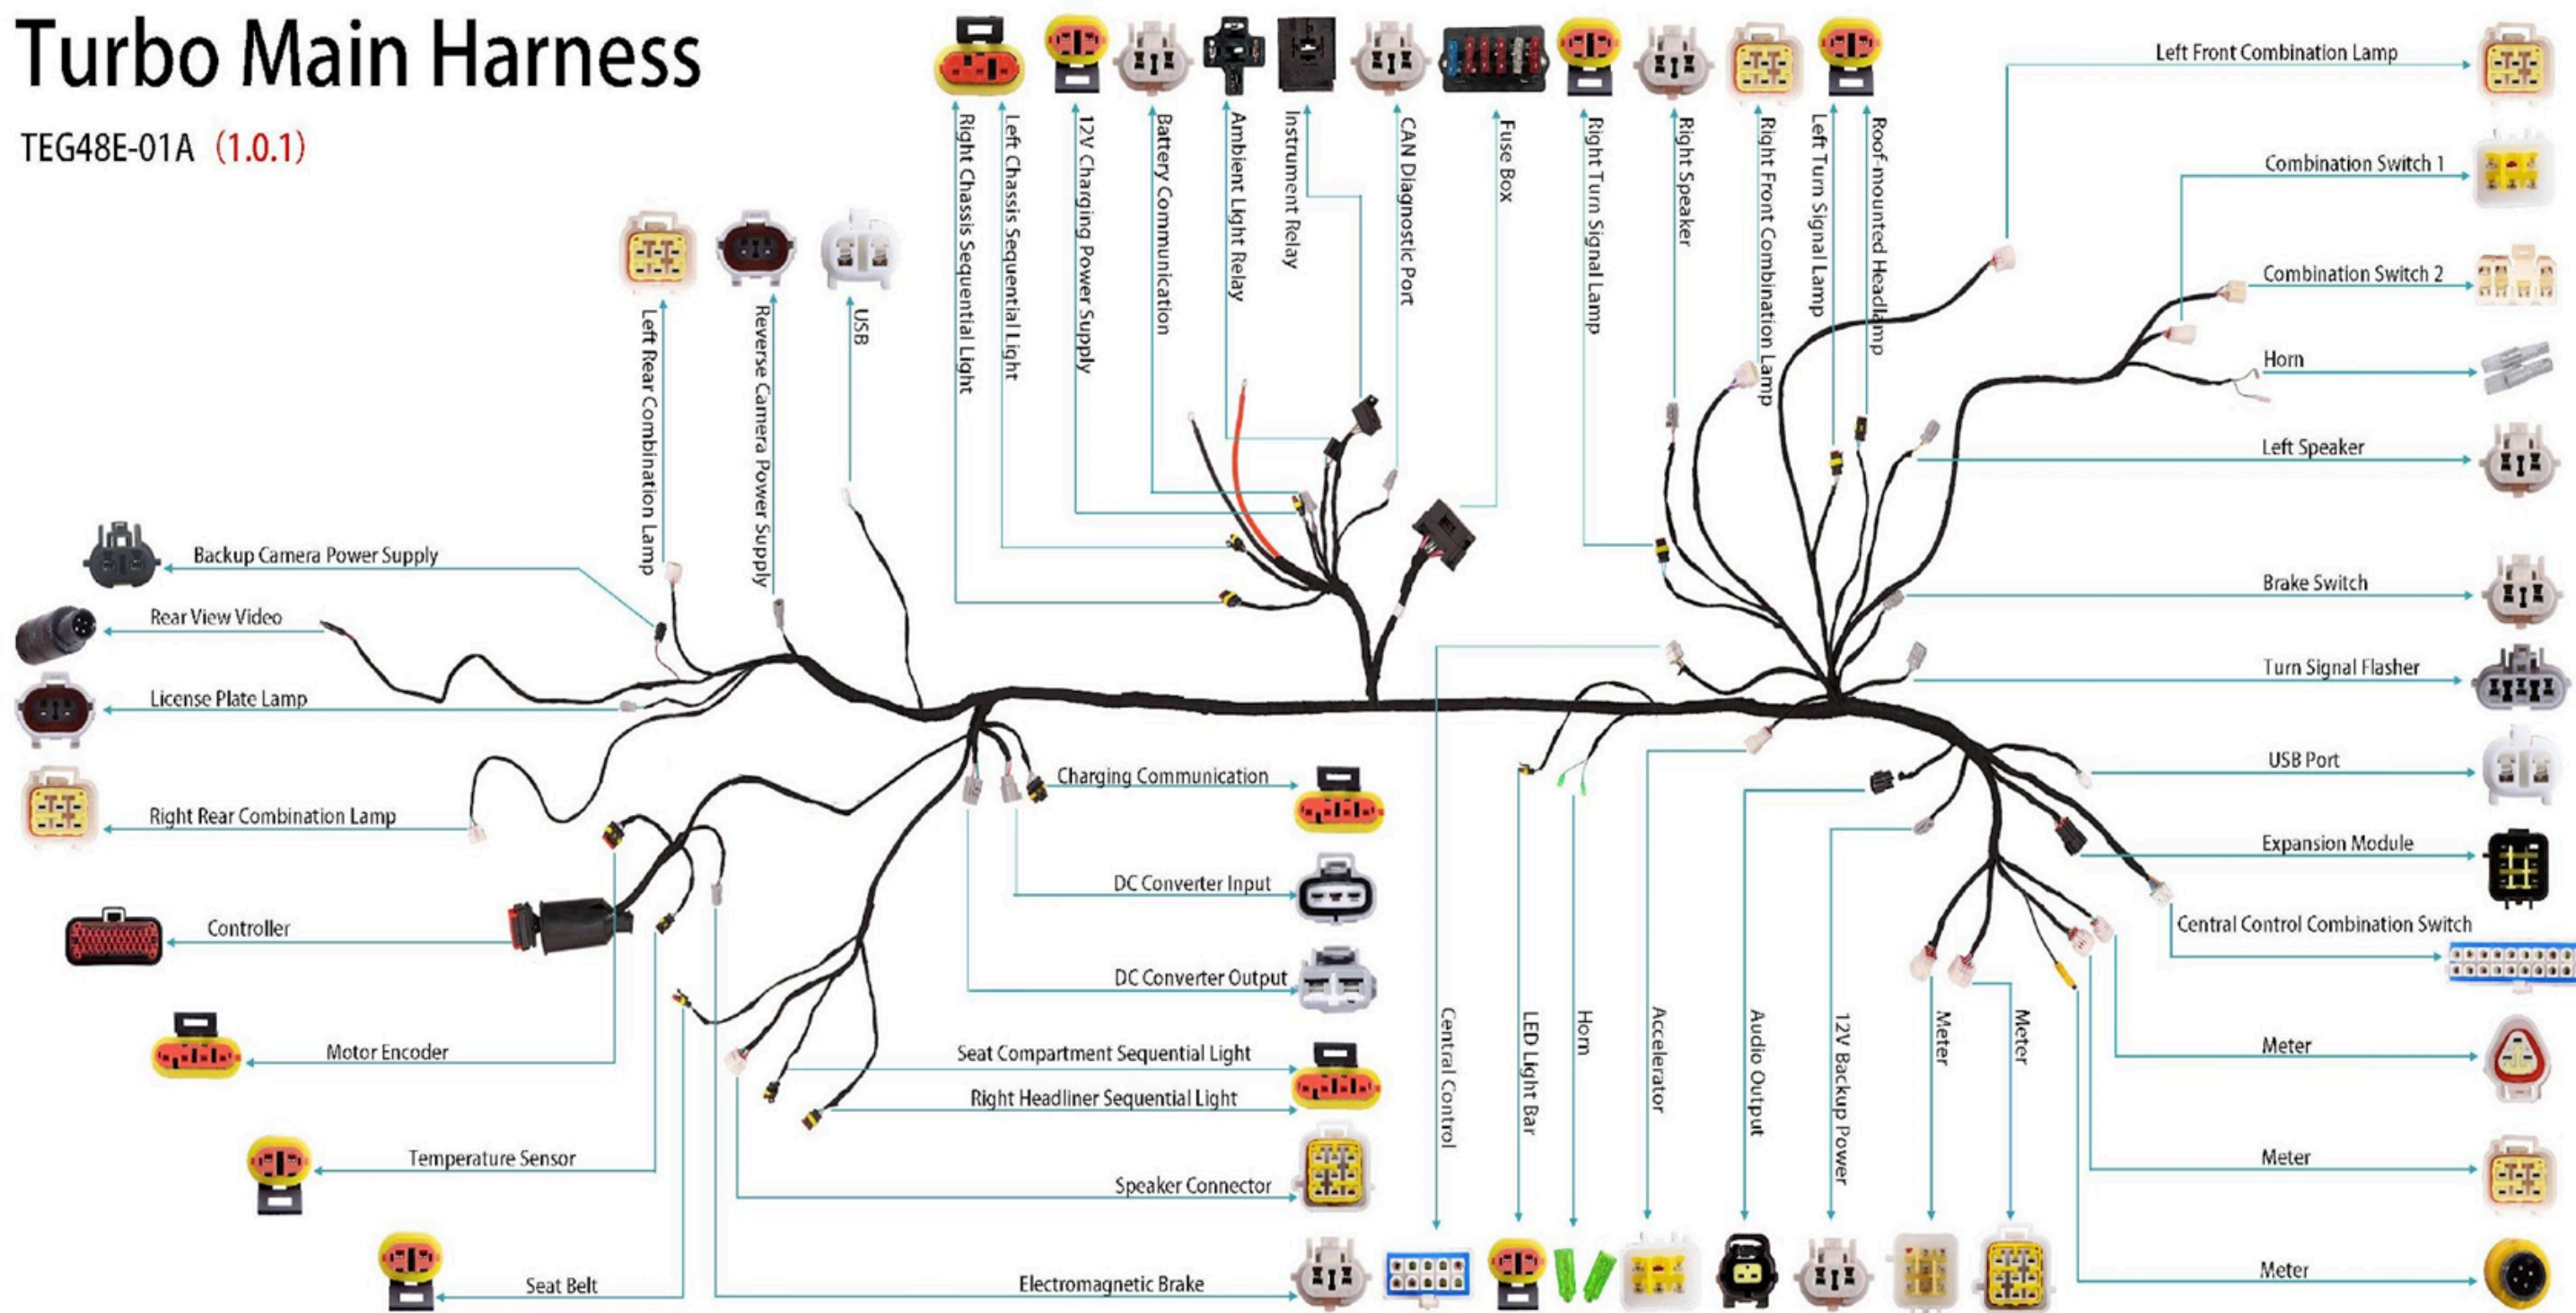 Turbo Main Harness
TEG48E-01A (1.0.1)
Left Rear Combination Lamp
Reverse Camera Power Supply
USB
Right Chassis Sequential Light
Left Chassis Sequential Light
12V Charging Power Supply
Battery Communication
Ambient Light Relay
Instrument Relay
CAN Diagnostic Port
Fuse Box
Right Turn Signal Lamp
Right Speaker
Right Front Combination Lamp
Left Turn Signal Lamp
Roof-mounted Headlamp
Left Front Combination Lamp
Combination Switch 1
Combination Switch 2
Horn
Left Speaker
Brake Switch
Turn Signal Flasher
USB Port
Expansion Module
Central Control Combination Switch
Meter
Meter
Meter
Backup Camera Power Supply
Rear View Video
License Plate Lamp
Right Rear Combination Lamp
Controller
Motor Encoder
Temperature Sensor
Seat Belt
Charging Communication
DC Converter Input
DC Converter Output
Seat Compartment Sequential Light
Right Headliner Sequential Light
Speaker Connector
Electromagnetic Brake
Central Control
LED Light Bar
Horn
Accelerator
Audio Output
12V Backup Power
Meter
Meter